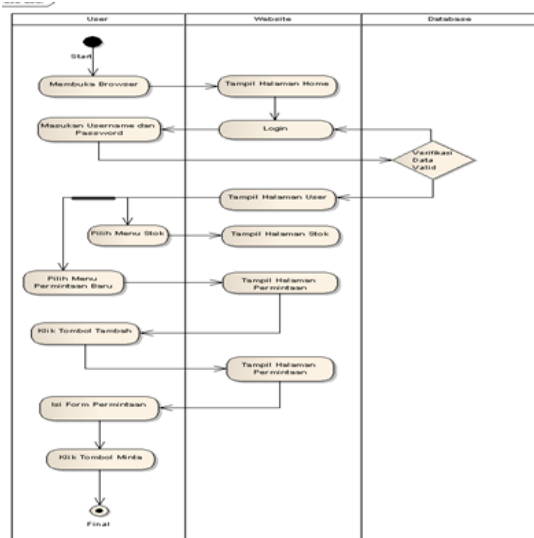 User
Website
Database
Start
Membuka Browser
Tampil Halaman Home
Masukan Username dan
Password
Login
Verifikasi
Data
Valid
Tampil Halaman User
Pilih Menu Stok
Tampil Halaman Stok
Pilih Menu
Permintaan Baru
Tampil Halaman
Permintaan
Klik Tombol Tambah
Tampil Halaman
Permintaan
Isi Form Permintaan
Klik Tombol Minta
Final